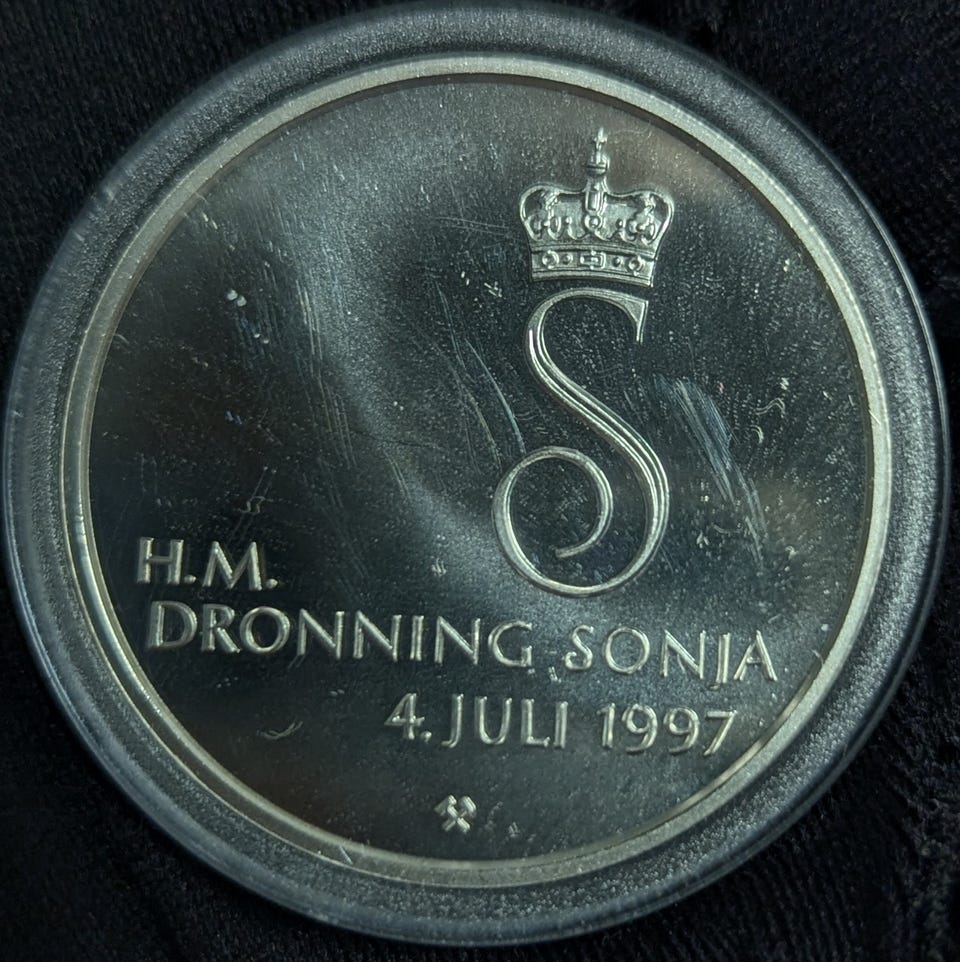 S
H.M.
DRONNING SONJA
4. JULI 1997